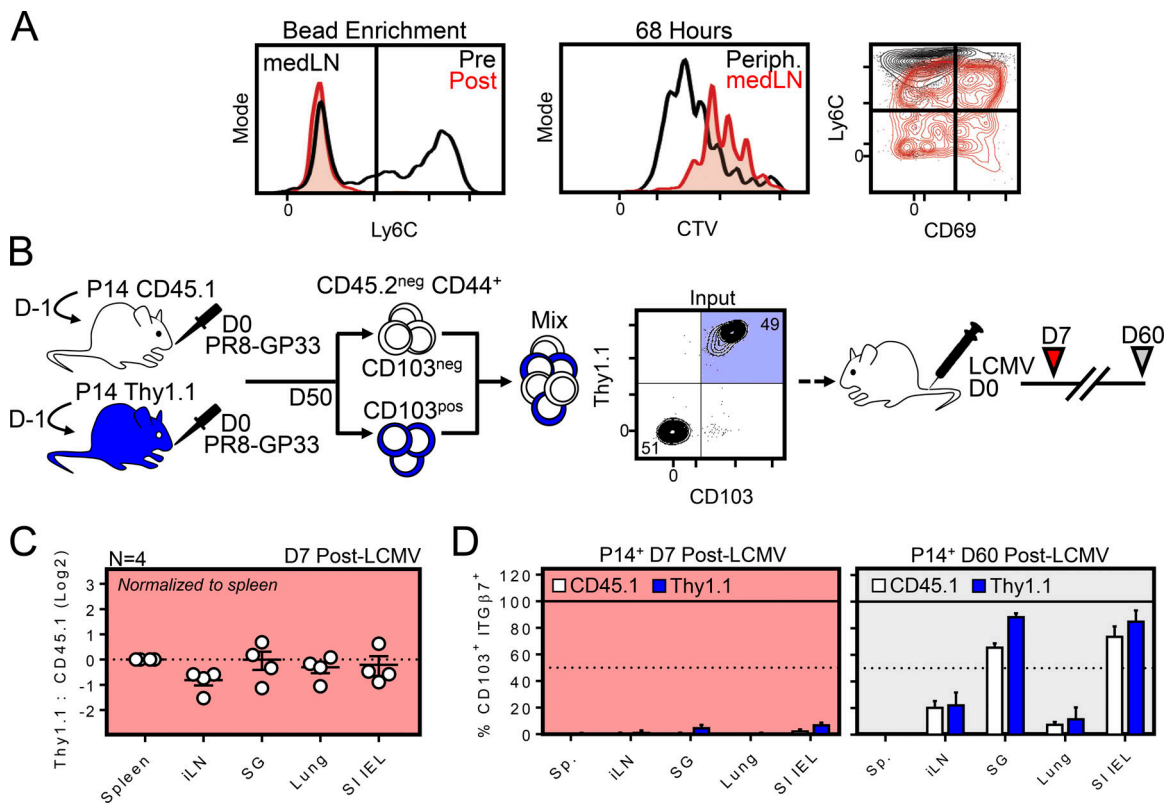 A
Bead Enrichment
medLN
Pre
Post
Mode
0
Ly6C
68 Hours
Periph.
medLN
Mode
0
CTV
Ly6C
0
0
CD69
B
P14 CD45.1
D-1
D0
PR8-GP33
P14 Thy1.1
D-1
D0
PR8-GP33
D50
CD45.2neg CD44+
CD103neg
CD103pos
Mix
Input
49
51
Thy1.1
0
0
CD103
LCMV
D0
D7
D60
C
N=4
D7 Post-LCMV
Normalized to spleen
Thy1.1 : CD45.1 (Log2)
3
2
1
0
-1
-2
Spleen
iLN
SG
Lung
SI IEL
D
P14+ D7 Post-LCMV
P14+ D60 Post-LCMV
% CD103+ ITGβ7+
120
100
80
60
40
20
0
CD45.1
Thy1.1
CD45.1
Thy1.1
Sp.
iLN
SG
Lung
SI IEL
Sp.
iLN
SG
Lung
SI IEL